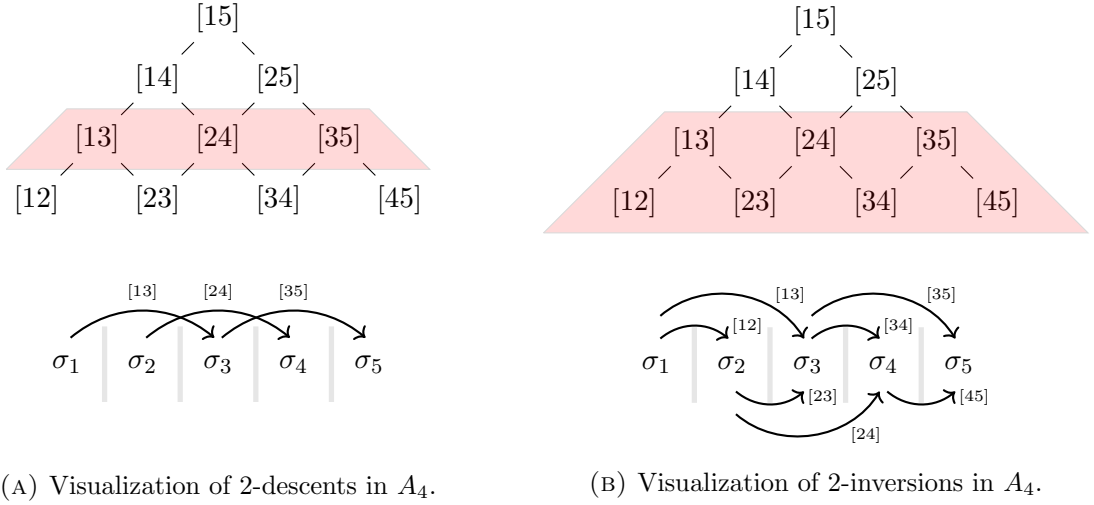 [15]
[14] [25]
[13] [24] [35]
[12] [23] [34] [45]
[13] [24] [35]
σ1 σ2 σ3 σ4 σ5
(A) Visualization of 2-descents in A4.
[15]
[14] [25]
[13] [24] [35]
[12] [23] [34] [45]
[13] [35]
[12] [34]
σ1 σ2 σ3 σ4 σ5
[23] [45]
[24]
(B) Visualization of 2-inversions in A4.